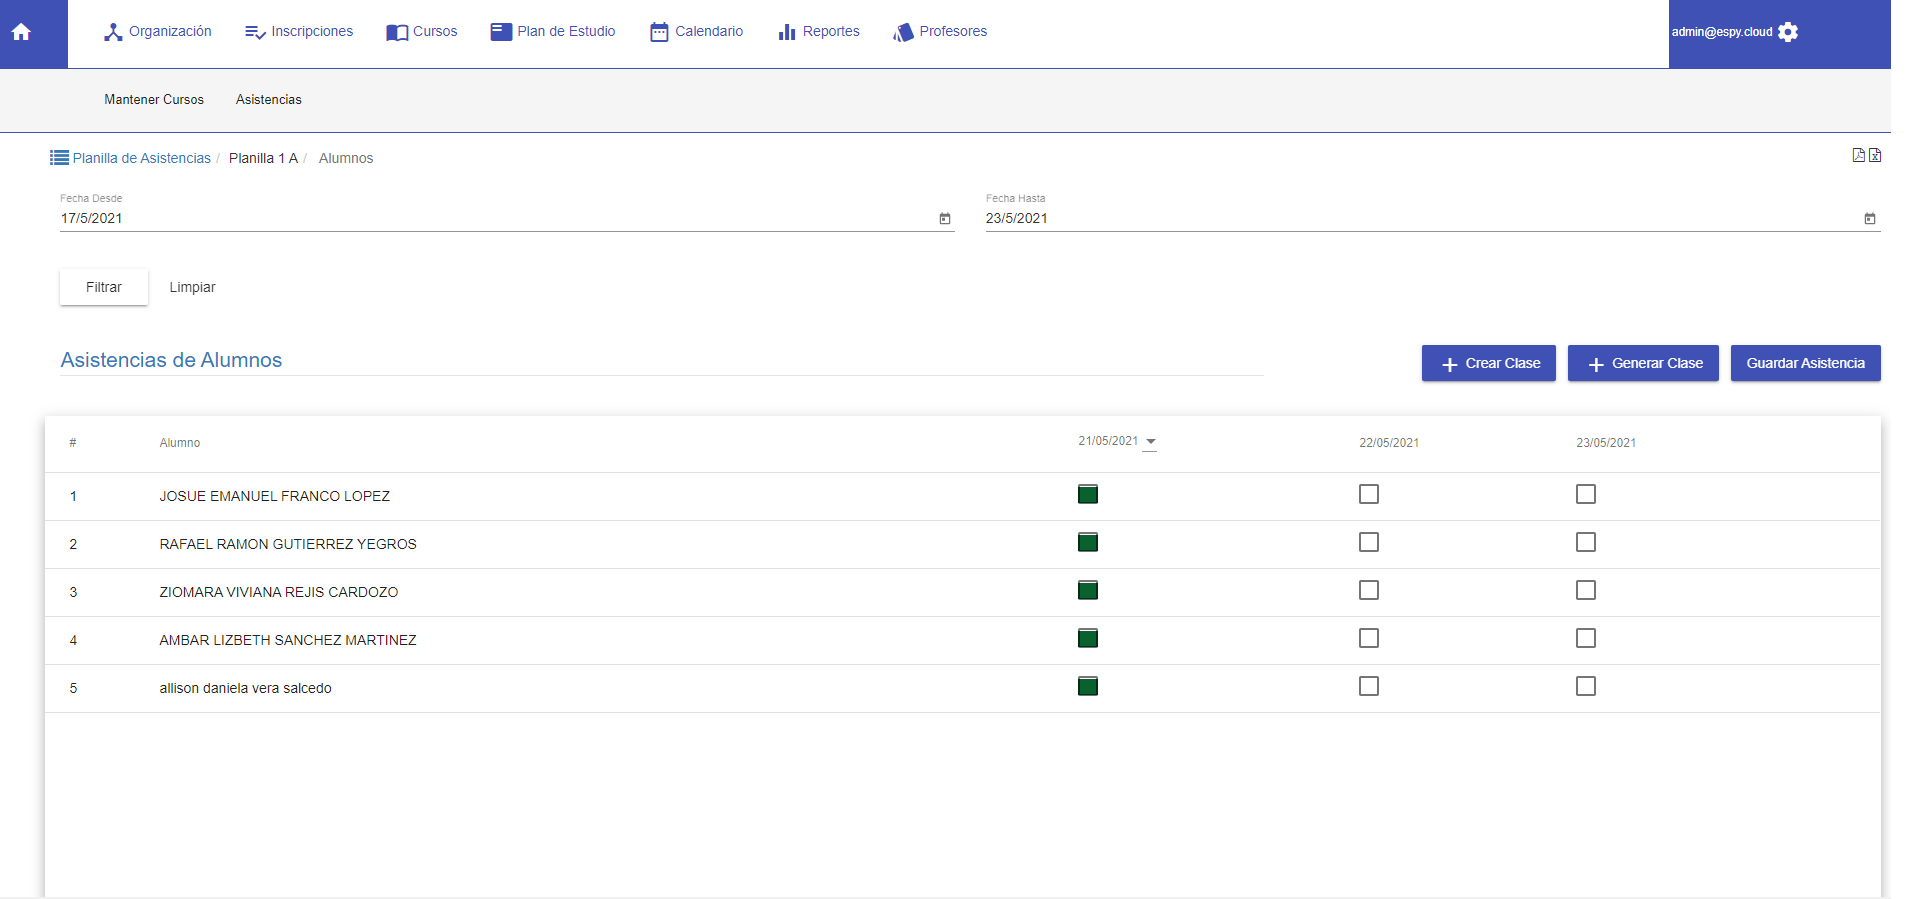 Organización Inscripciones Cursos Plan de Estudio Calendario Reportes Profesores admin@espy.cloud
Mantener Cursos Asistencias
Planilla de Asistencias / Planilla 1 A / Alumnos
Fecha Desde Fecha Hasta
17/5/2021 23/5/2021
Filtrar Limpiar
Asistencias de Alumnos + Crear Clase + Generar Clase Guardar Asistencia
# Alumno 21/05/2021 22/05/2021 23/05/2021
1 JOSUE EMANUEL FRANCO LOPEZ
2 RAFAEL RAMON GUTIERREZ YEGROS
3 ZIOMARA VIVIANA REJIS CARDOZO
4 AMBAR LIZBETH SANCHEZ MARTINEZ
5 allison daniela vera salcedo